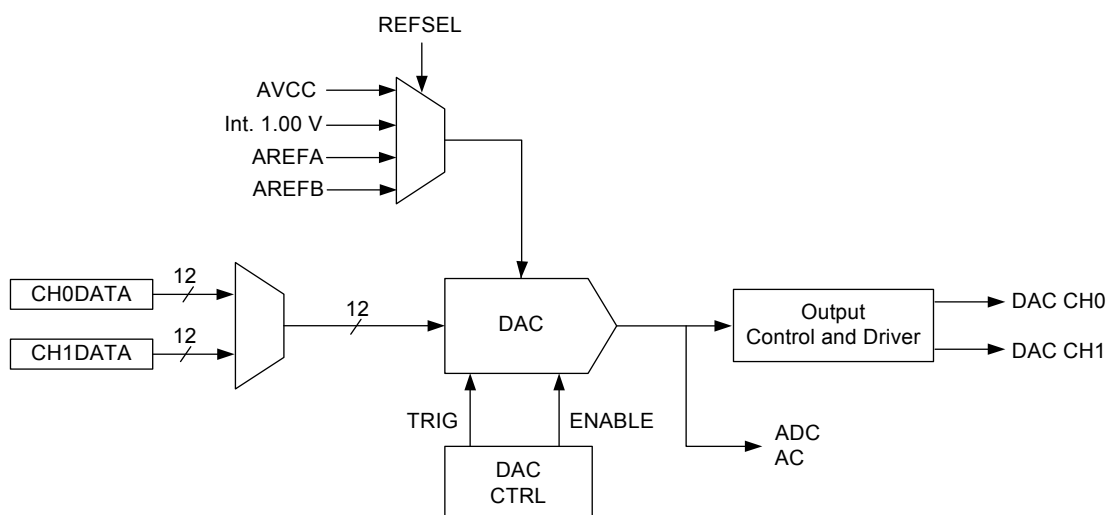 REFSEL
AVCC
Int. 1.00 V
AREFA
AREFB
CH0DATA
12
CH1DATA
12
12
DAC
Output
Control and Driver
DAC CH0
DAC CH1
TRIG
ENABLE
ADC
AC
DAC
CTRL